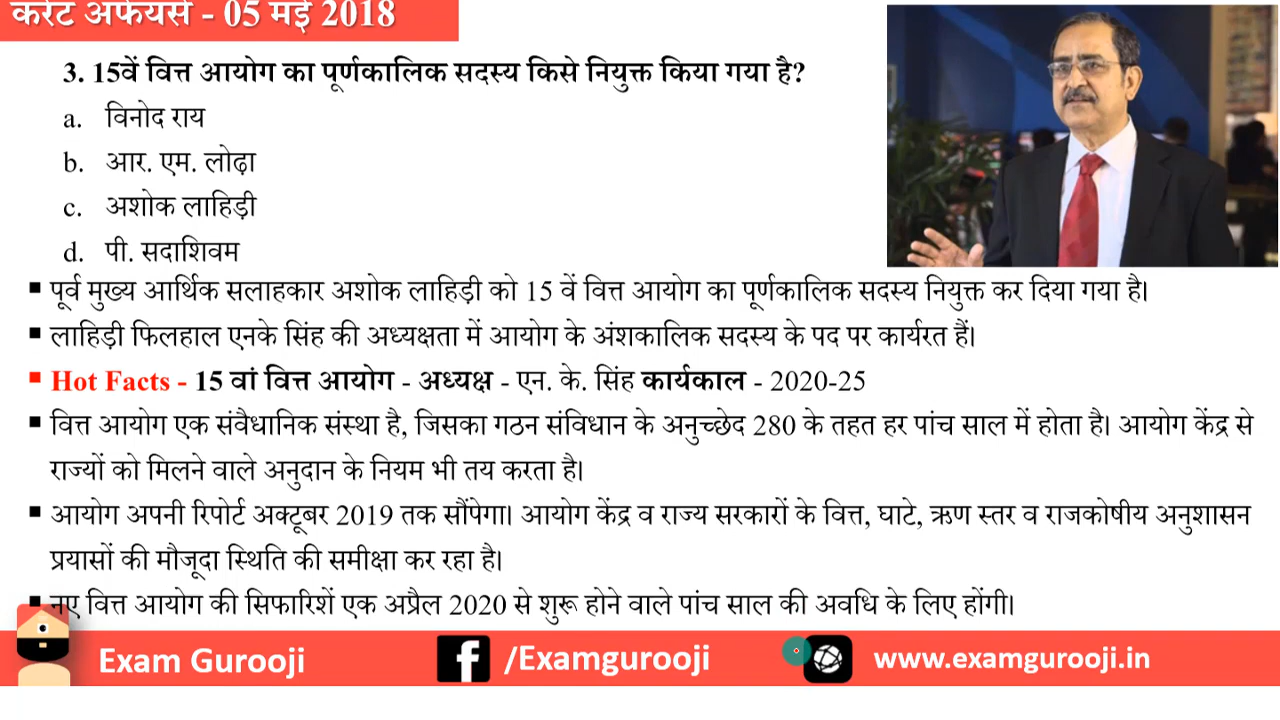 करेंट अफेयर्स - 05 मई 2018
3. 15वें वित्त आयोग का पूर्णकालिक सदस्य किसे नियुक्त किया गया है?
a. विनोद राय
b. आर. एम. लोढ़ा
c. अशोक लाहिड़ी
d. पी. सदाशिवम
▪ पूर्व मुख्य आर्थिक सलाहकार अशोक लाहिड़ी को 15 वें वित्त आयोग का पूर्णकालिक सदस्य नियुक्त कर दिया गया है।
▪ लाहिड़ी फिलहाल एनके सिंह की अध्यक्षता में आयोग के अंशकालिक सदस्य के पद पर कार्यरत हैं।
▪ Hot Facts - 15 वां वित्त आयोग - अध्यक्ष - एन. के. सिंह कार्यकाल - 2020-25
▪ वित्त आयोग एक संवैधानिक संस्था है, जिसका गठन संविधान के अनुच्छेद 280 के तहत हर पांच साल में होता है। आयोग केंद्र से
राज्यों को मिलने वाले अनुदान के नियम भी तय करता है।
▪ आयोग अपनी रिपोर्ट अक्टूबर 2019 तक सौंपेगा। आयोग केंद्र व राज्य सरकारों के वित्त, घाटे, ऋण स्तर व राजकोषीय अनुशासन
प्रयासों की मौजूदा स्थिति की समीक्षा कर रहा है।
▪ नए वित्त आयोग की सिफारिशें एक अप्रैल 2020 से शुरू होने वाले पांच साल की अवधि के लिए होंगी।
Exam Gurooji
/Examgurooji
www.examgurooji.in